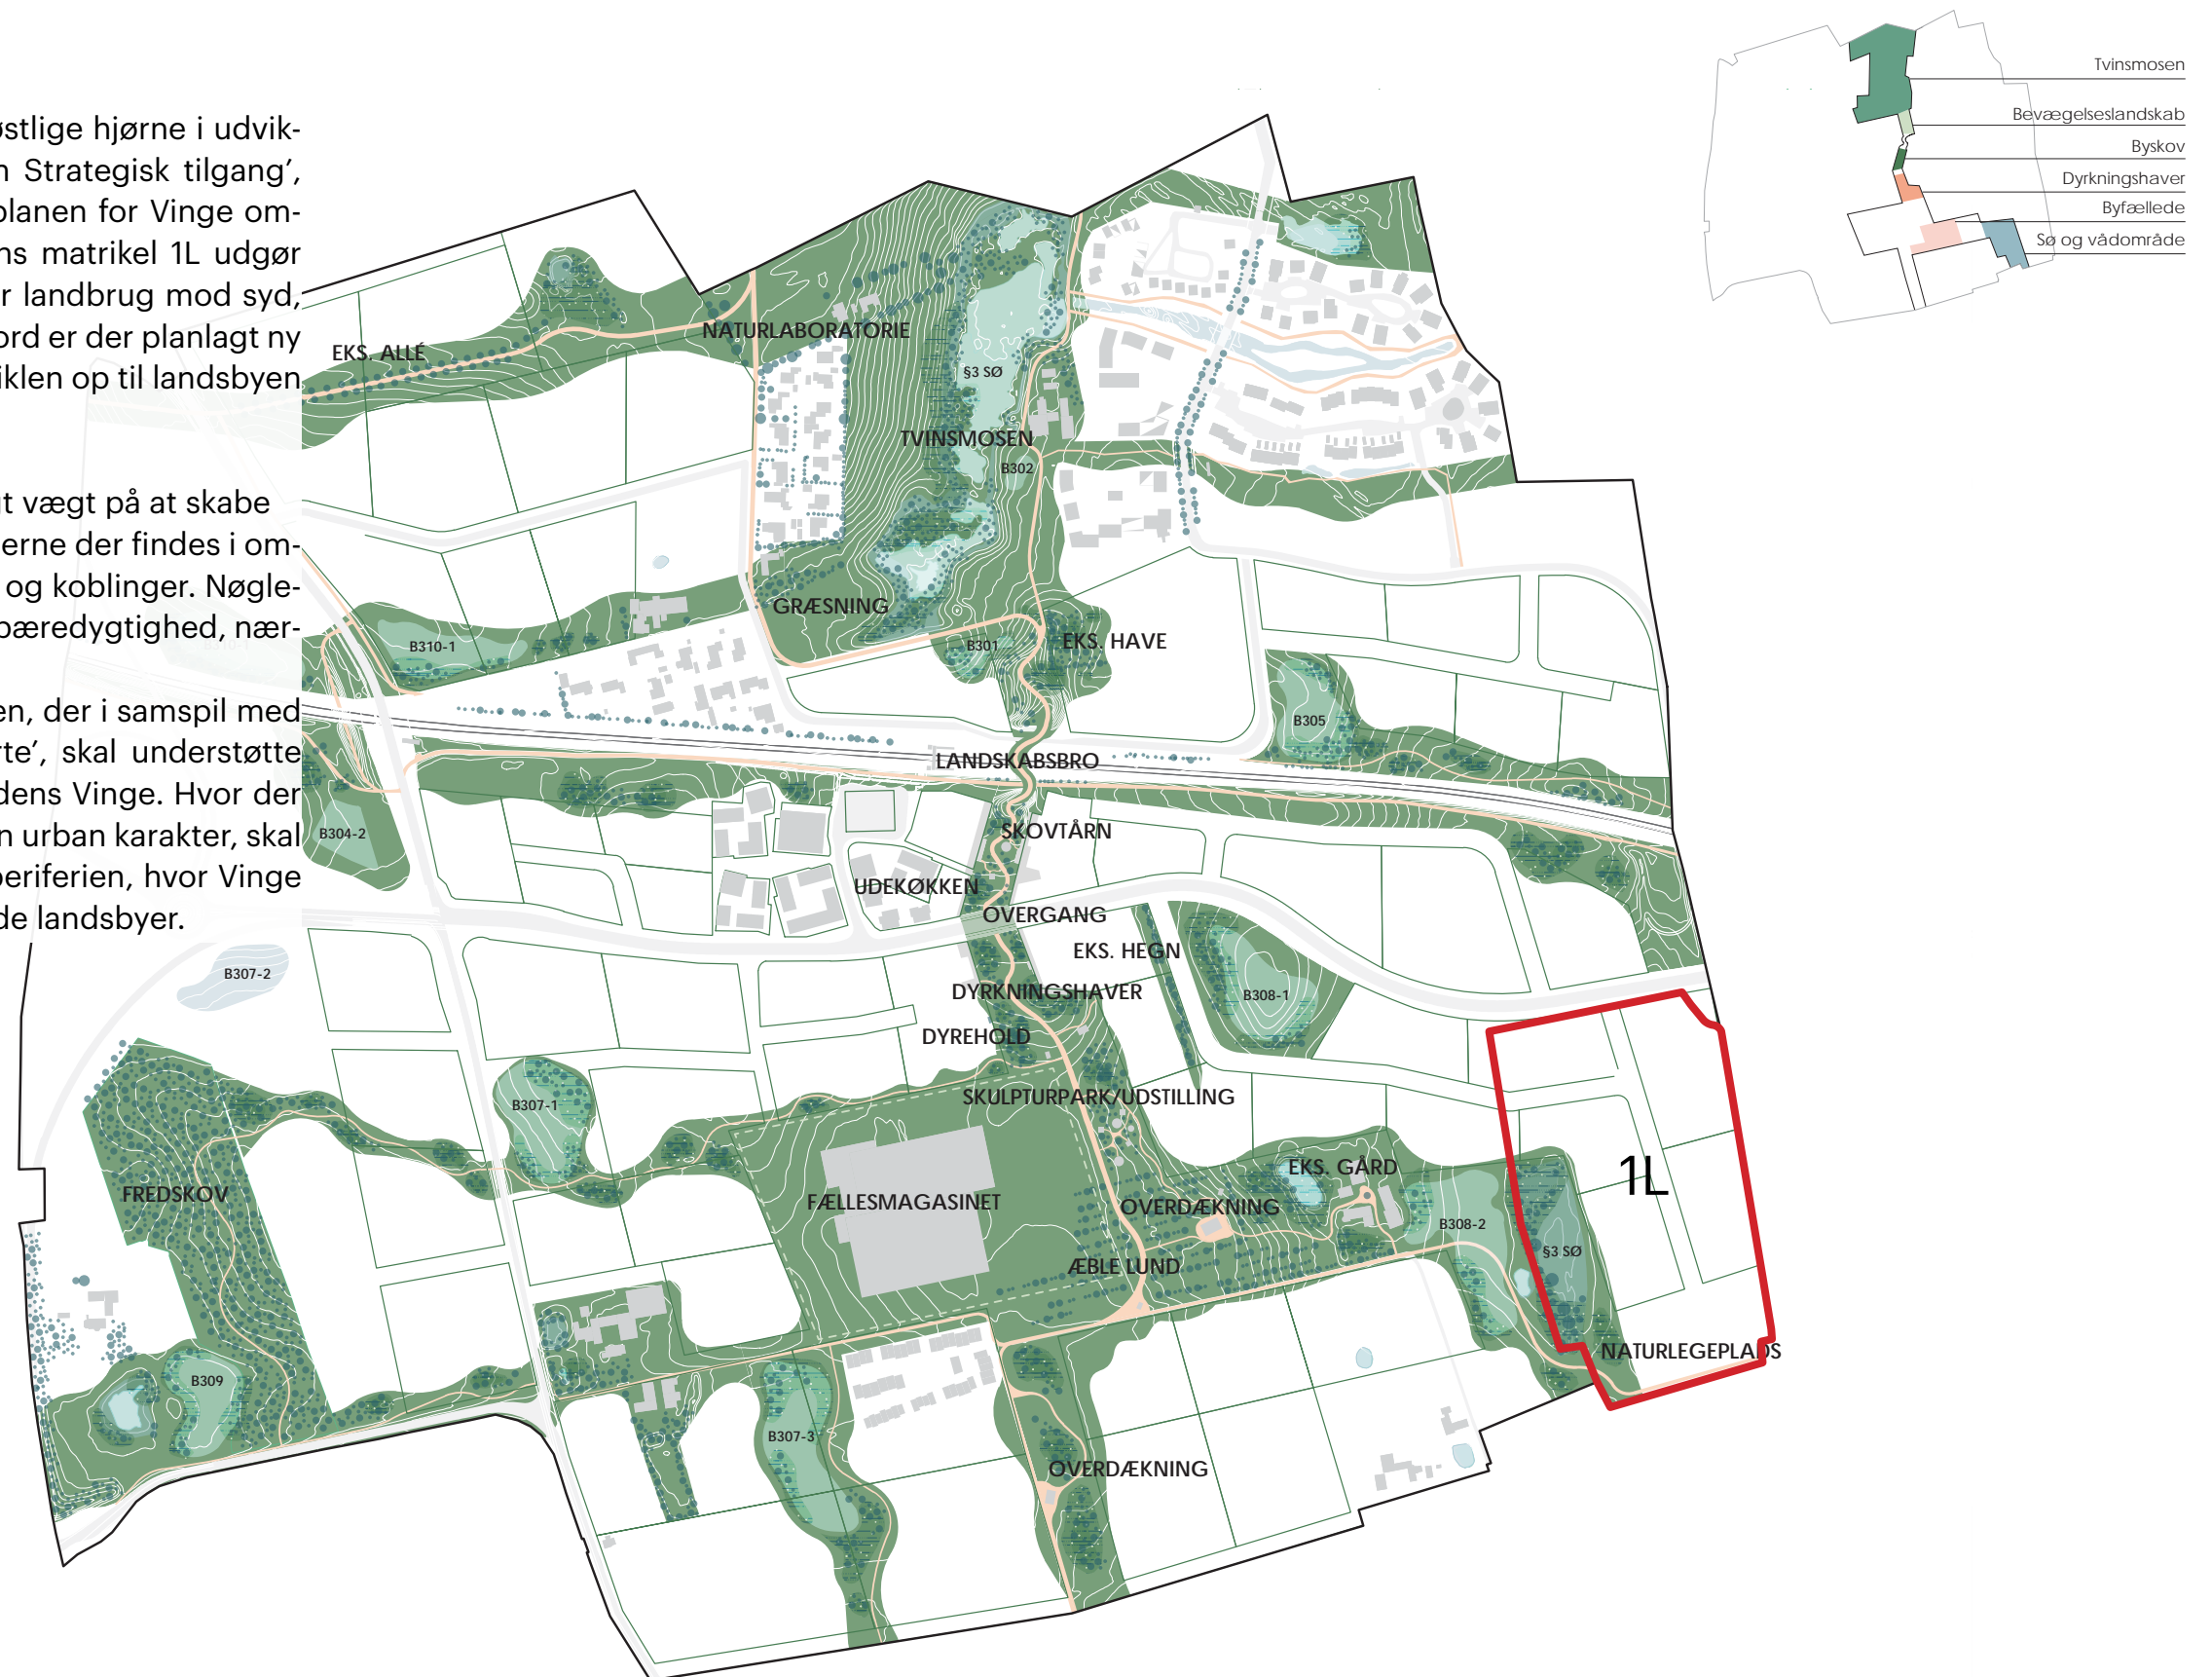 østlige hjørne i udvik-
n Strategisk tilgang’,
planen for Vinge om-
ns matrikel 1L udgør
r landbrug mod syd,
ord er der planlagt ny
iklen op til landsbyen
t vægt på at skabe
erne der findes i om-
og koblinger. Nøgle-
bæredygtighed, nær-
en, der i samspil med
rte’, skal understøtte
dens Vinge. Hvor der
n urban karakter, skal
periferien, hvor Vinge
de landsbyer.
Tvinsmosen
Bevægelseslandskab
Byskov
Dyrkningshaver
Byfællede
Sø og vådområde
NATURLABORATORIE
EKS. ALLÉ
§3 SØ
TVINSMOSEN
B302
GRÆSNING
EKS. HAVE
B301
B310-1
B305
LANDSKABSBRO
SKOVTÅRN
B304-2
UDEKØKKEN
OVERGANG
EKS. HEGN
B307-2
DYRKNINGSHAVER
B308-1
DYREHOLD
SKULPTURPARK/UDSTILLING
B307-1
EKS. GÅRD
1L
FREDSKOV
FÆLLESMAGASINET
OVERDÆKNING
B308-2
§3 SØ
ÆBLE LUND
NATURLEGEPLADS
B309
B307-3
OVERDÆKNING